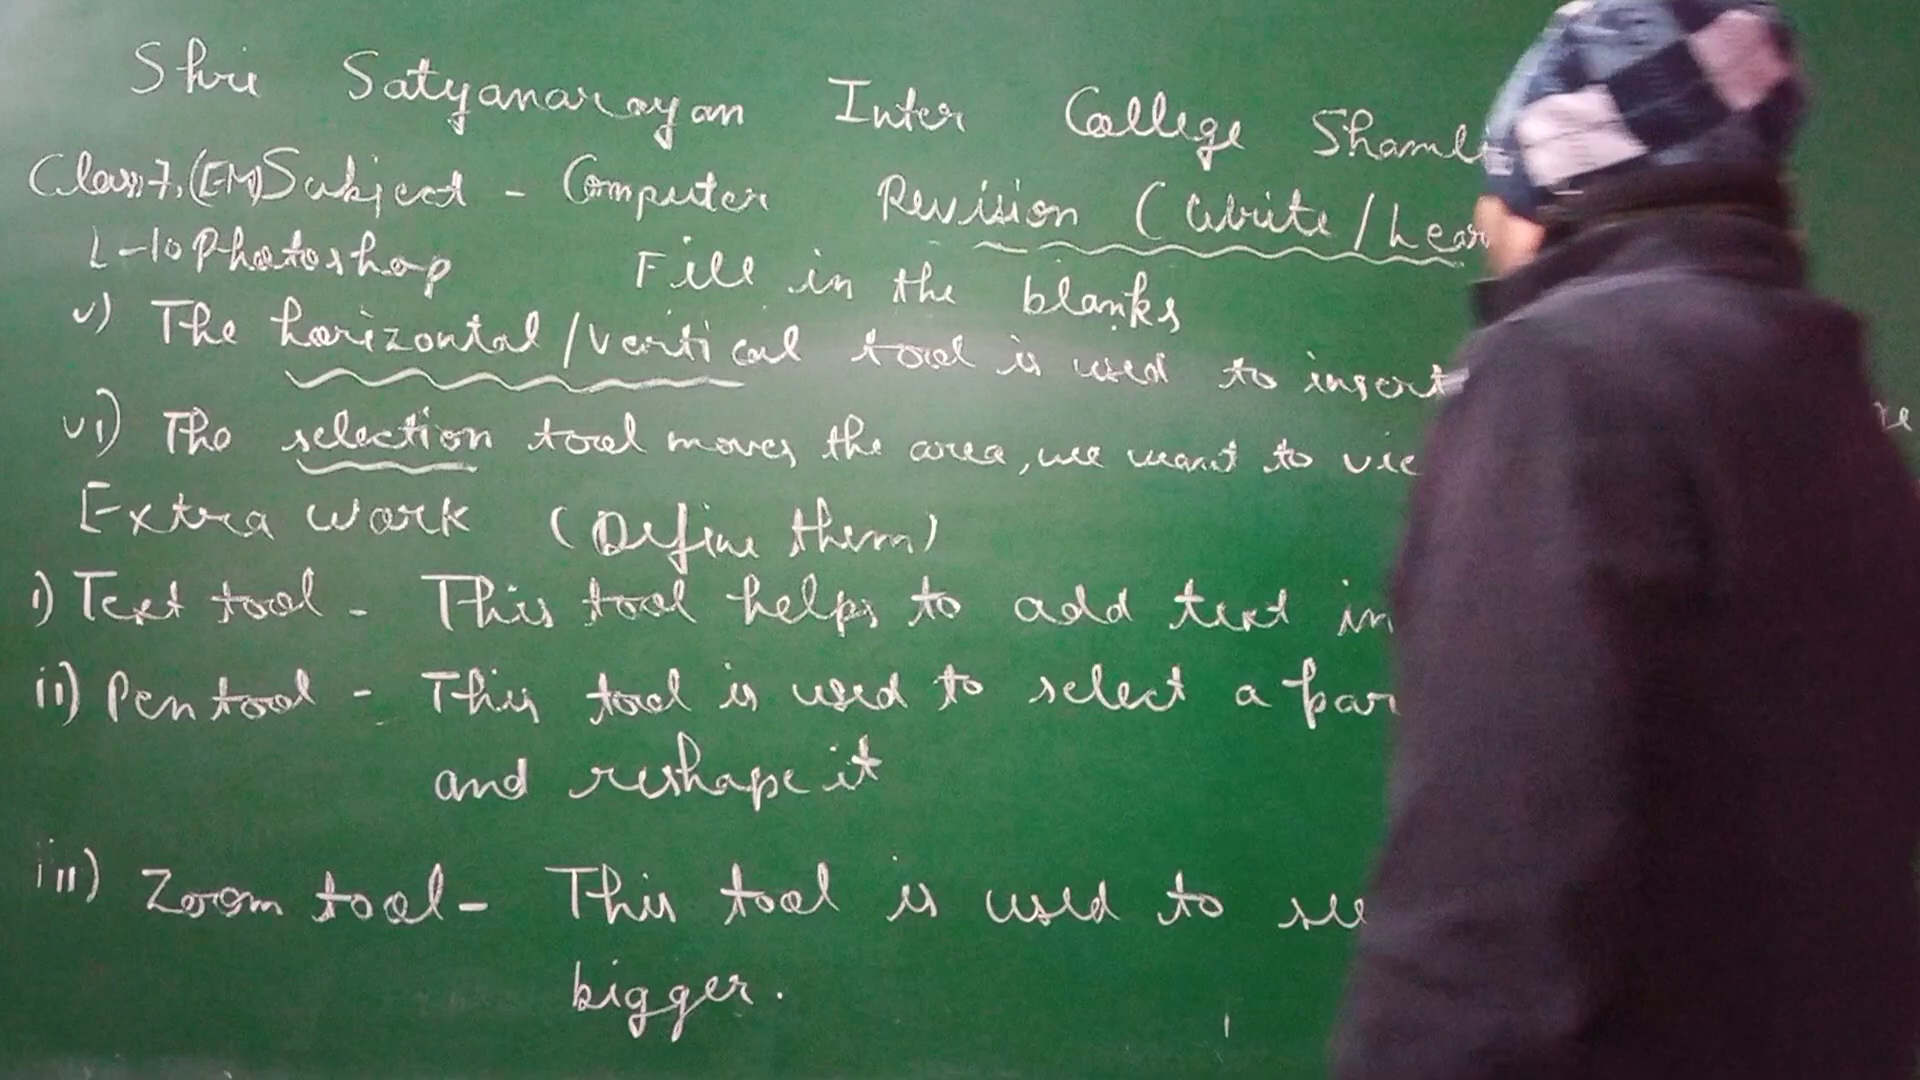 Shri Satyanarayan Inter College Shamli
Class 7,(EM) Subject - Computer Revision (Write/Lear
L-10 Photoshop Fill in the blanks
v) The horizontal/vertical tool is used to insert
vi) The selection tool moves the area, we want to vie
Extra work (Define them)
i) Text tool - This tool helps to add text in
ii) Pen tool - This tool is used to select a par
and reshape it
iii) Zoom tool - This tool is used to see
bigger.